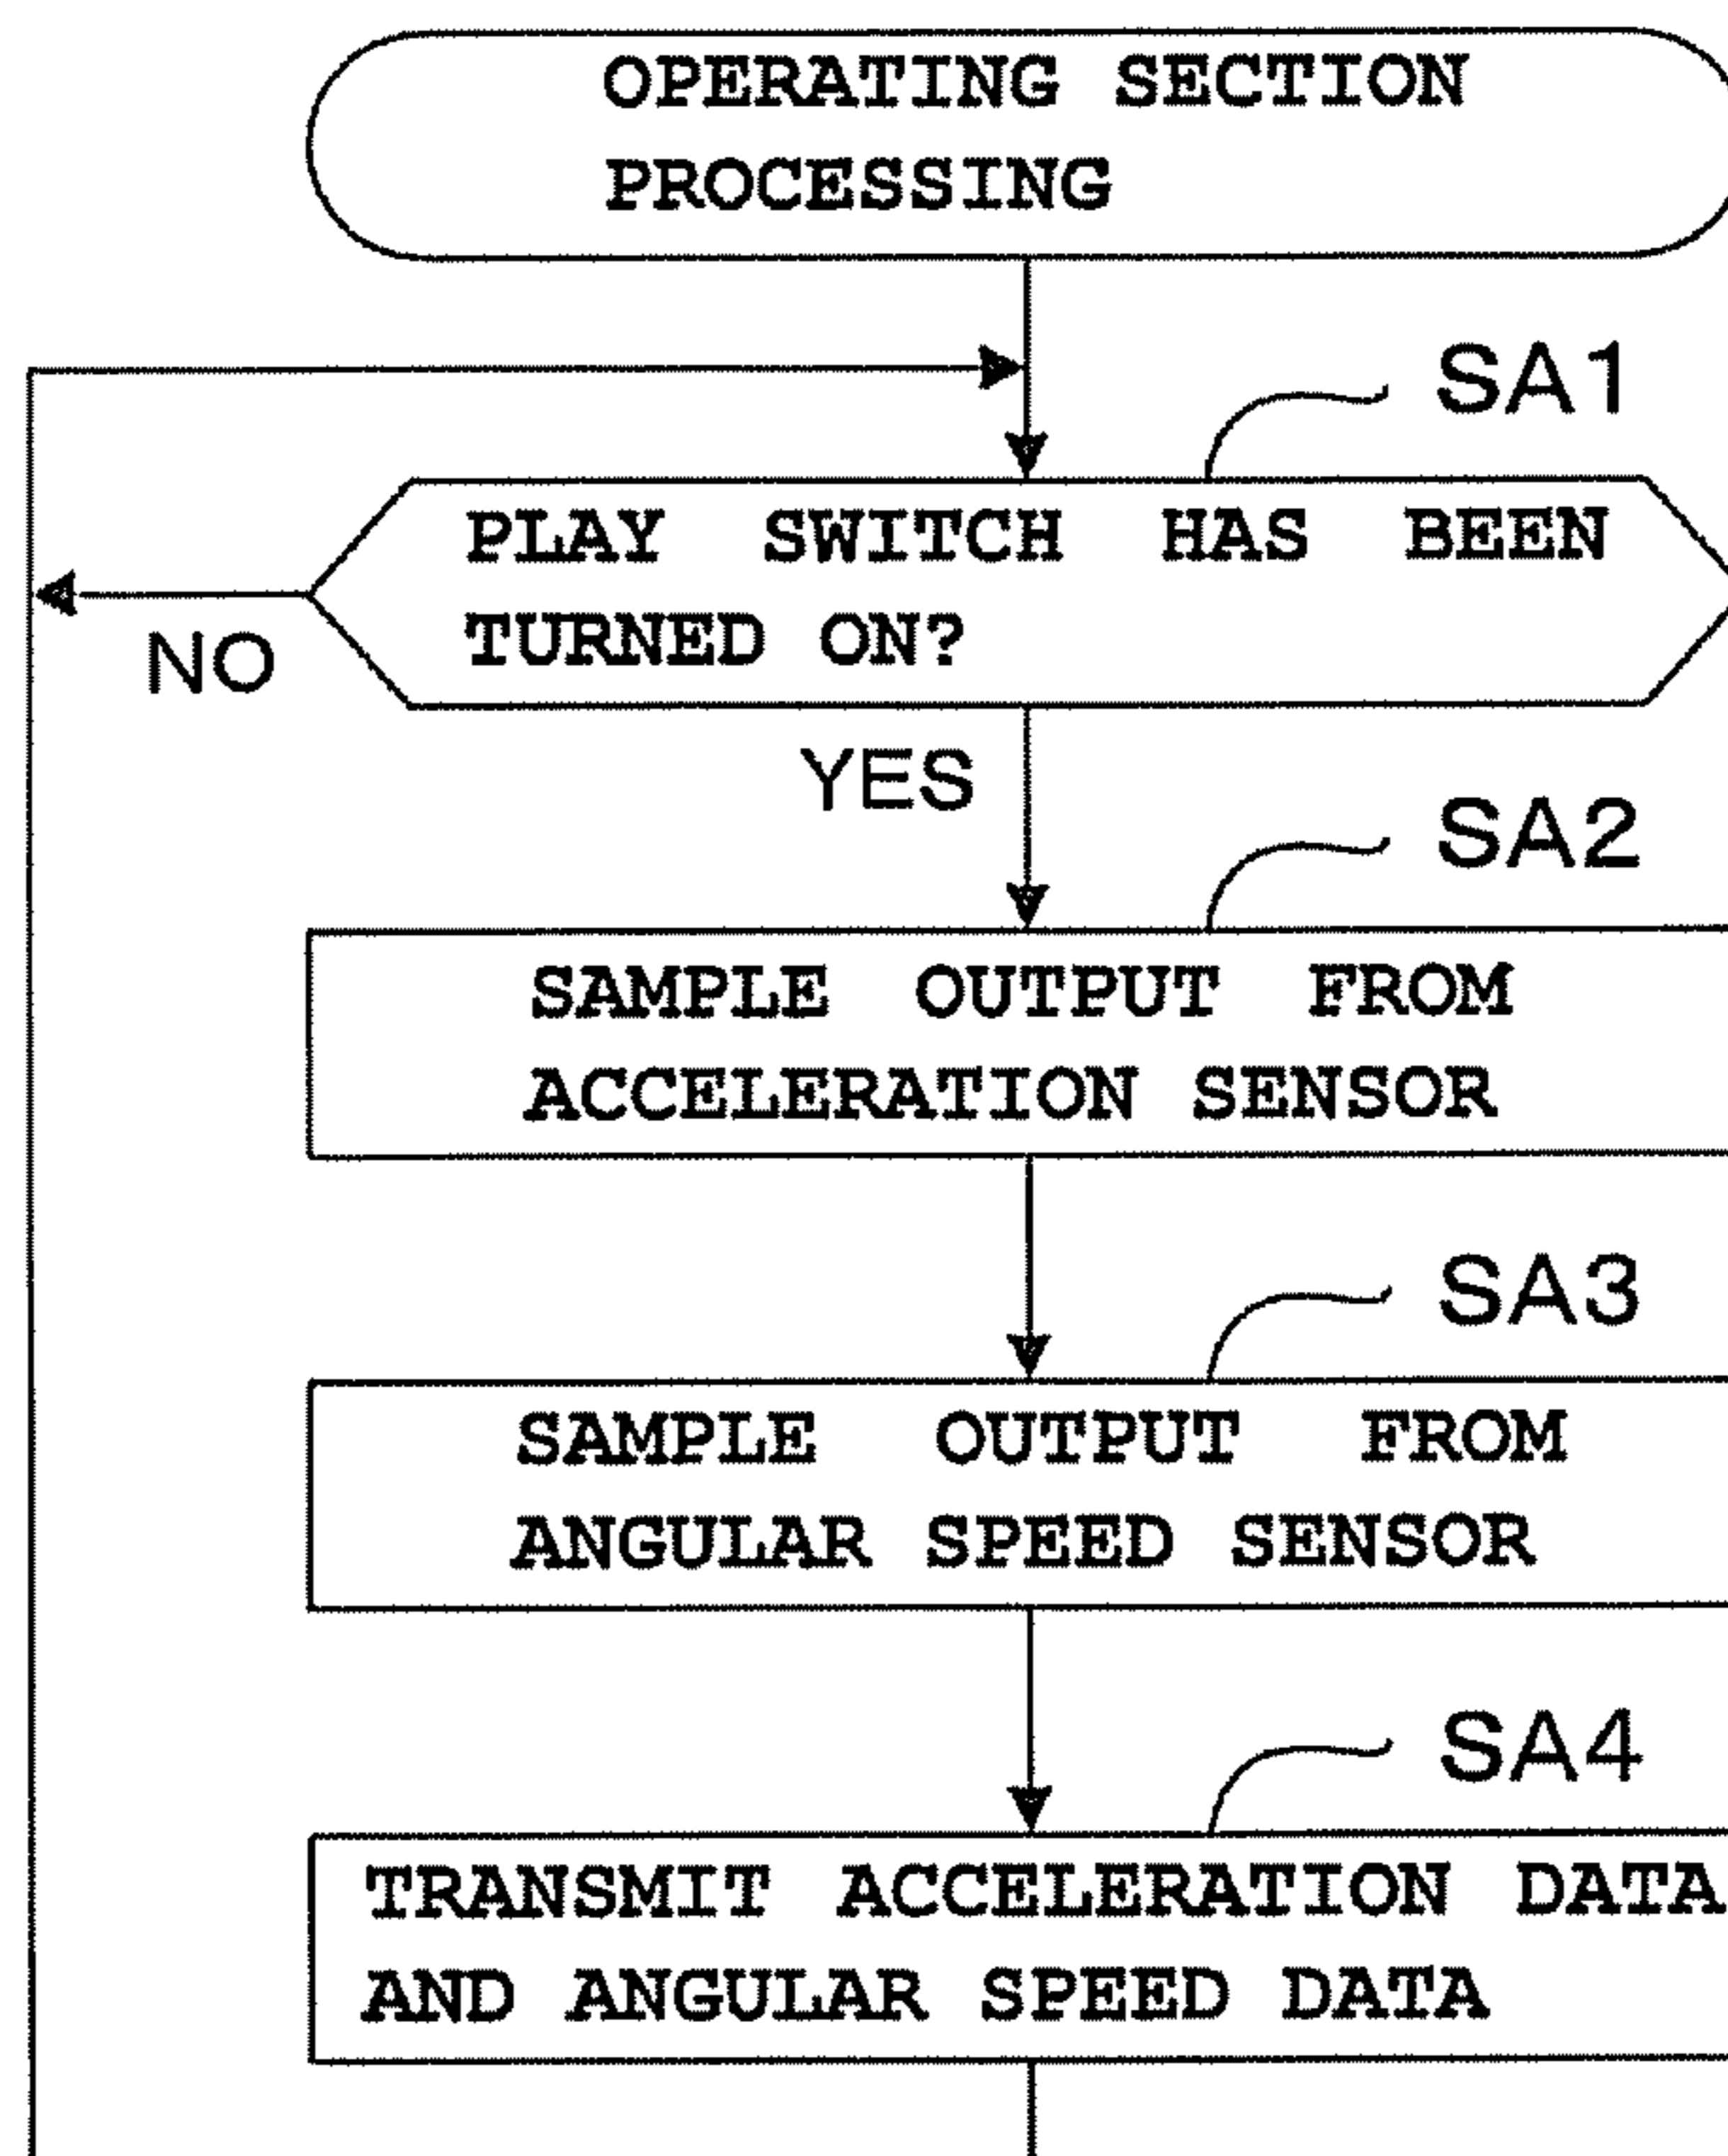 OPERATING SECTION
PROCESSING
SA1
PLAY SWITCH HAS BEEN
TURNED ON?
NO
YES
SA2
SAMPLE OUTPUT FROM
ACCELERATION SENSOR
SA3
SAMPLE OUTPUT FROM
ANGULAR SPEED SENSOR
SA4
TRANSMIT ACCELERATION DATA
AND ANGULAR SPEED DATA